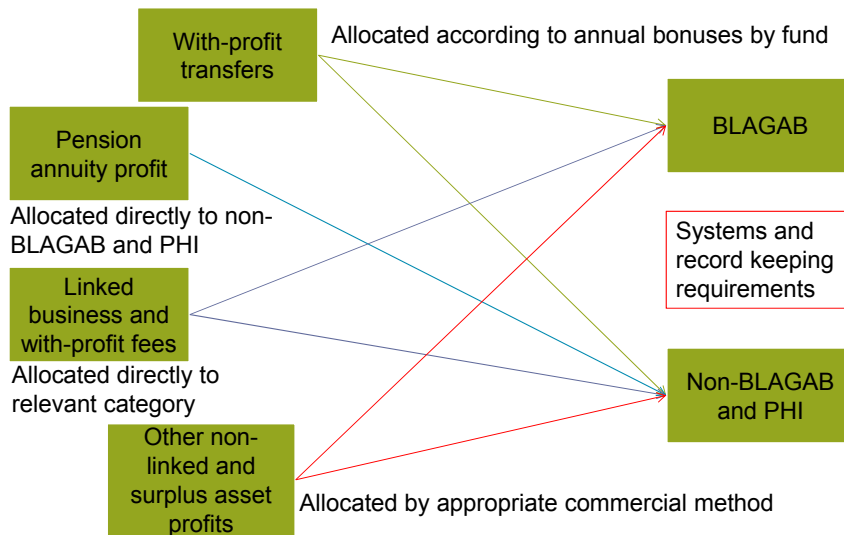 With-profit
transfers
Allocated according to annual bonuses by fund
BLAGAB
Pension
annuity profit
Allocated directly to non-
BLAGAB and PHI
Systems and
record keeping
requirements
Linked
business and
with-profit fees
Allocated directly to
relevant category
Non-BLAGAB
and PHI
Other non-
linked and
surplus asset
profits
Allocated by appropriate commercial method